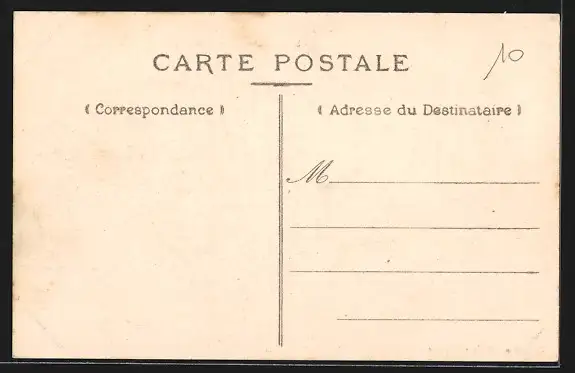 CARTE POSTALE
10
( Correspondance )
( Adresse du Destinataire )
M